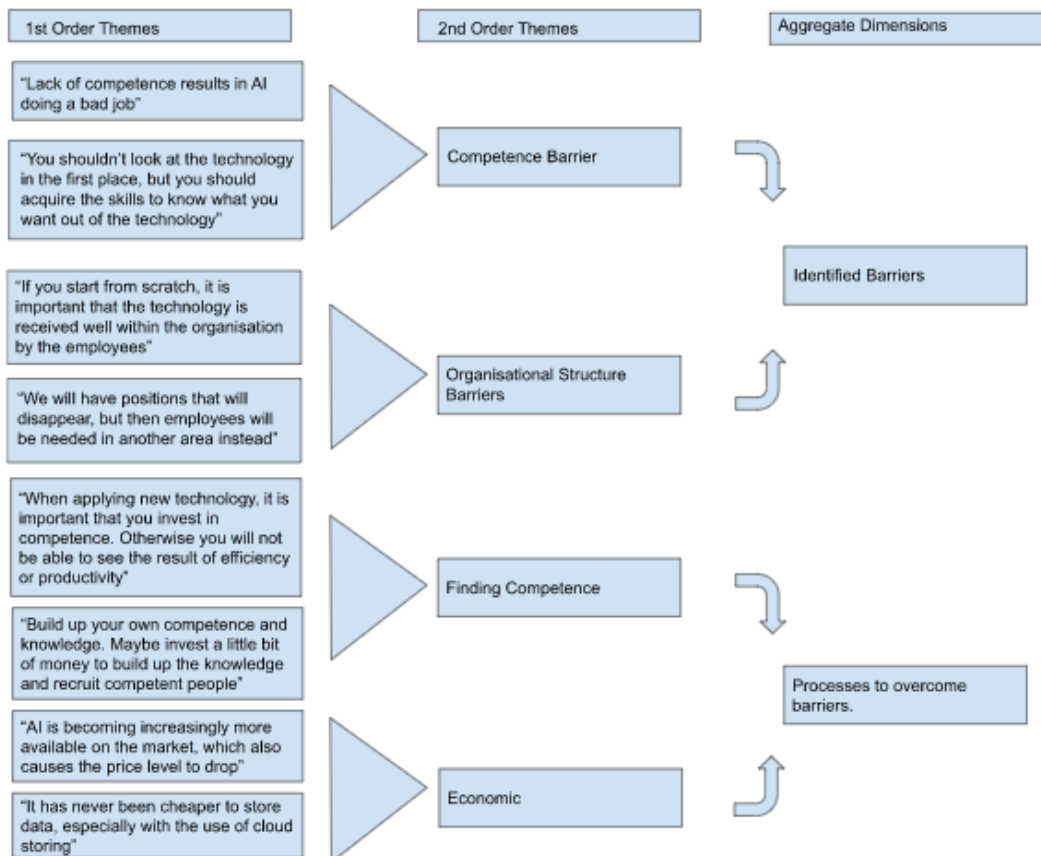 1st Order Themes
2nd Order Themes
Aggregate Dimensions
“Lack of competence results in AI
doing a bad job”
“You shouldn’t look at the technology
in the first place, but you should
acquire the skills to know what you
want out of the technology”
Competence Barrier
“If you start from scratch, it is
important that the technology is
received well within the organisation
by the employees”
“We will have positions that will
disappear, but then employees will
be needed in another area instead”
Organisational Structure
Barriers
Identified Barriers
“When applying new technology, it is
important that you invest in
competence. Otherwise you will not
be able to see the result of efficiency
or productivity”
“Build up your own competence and
knowledge. Maybe invest a little bit
of money to build up the knowledge
and recruit competent people”
Finding Competence
“AI is becoming increasingly more
available on the market, which also
causes the price level to drop”
“It has never been cheaper to store
data, especially with the use of cloud
storing”
Economic
Processes to overcome
barriers.